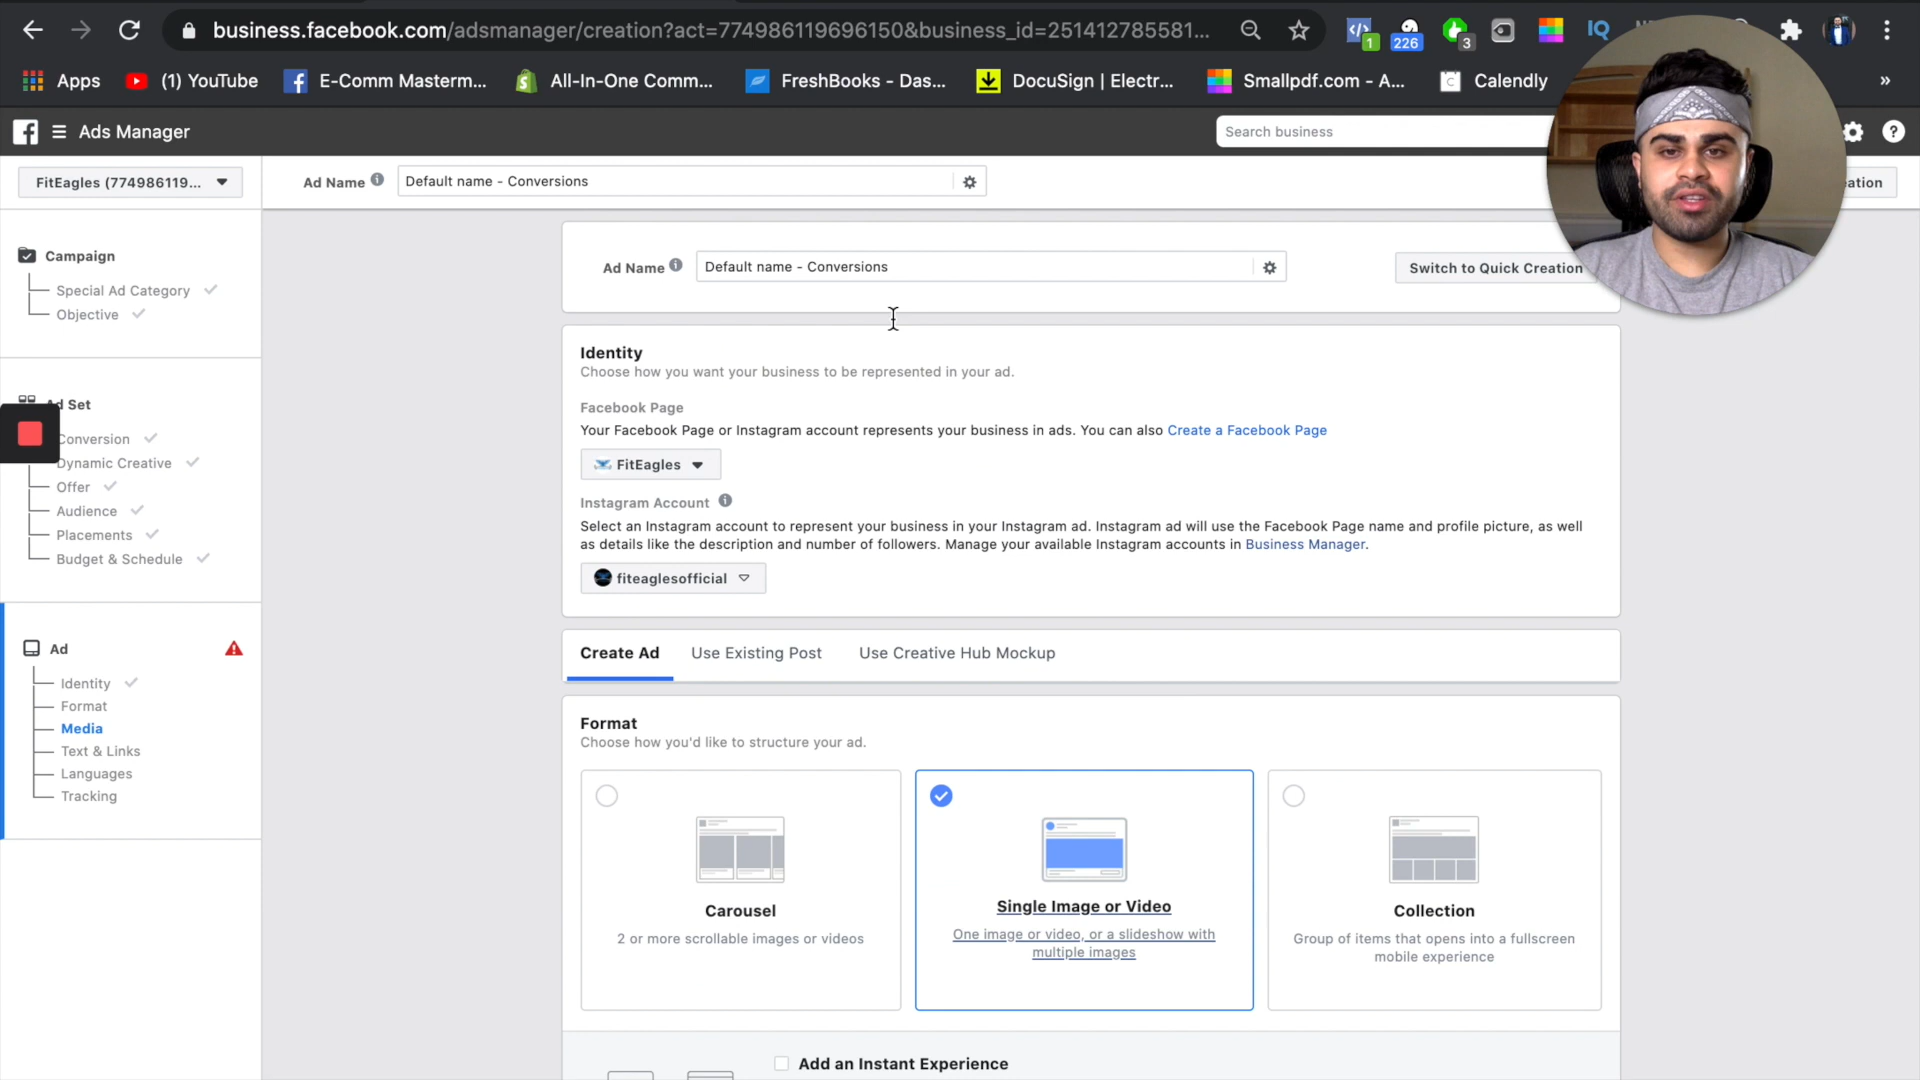 business.facebook.com/adsmanager/creation?act=774986119696150&business_id=251412785581...
1
226
3
IQ
Apps
(1) YouTube
E-Comm Masterm...
All-In-One Comm...
FreshBooks - Das...
DocuSign | Electr...
Smallpdf.com - A...
Calendly
»
Ads Manager
Search business
FitEagles (774986119...
Ad Name
Default name - Conversions
ation
Campaign
Special Ad Category
Objective
Ad Name
Default name - Conversions
Switch to Quick Creation
Identity
Choose how you want your business to be represented in your ad.
Ad Set
Conversion
Dynamic Creative
Offer
Audience
Placements
Budget & Schedule
Facebook Page
Your Facebook Page or Instagram account represents your business in ads. You can also Create a Facebook Page
FitEagles
Instagram Account
Select an Instagram account to represent your business in your Instagram ad. Instagram ad will use the Facebook Page name and profile picture, as well
as details like the description and number of followers. Manage your available Instagram accounts in Business Manager.
fiteaglesofficial
Ad
Identity
Format
Media
Text & Links
Languages
Tracking
Create Ad
Use Existing Post
Use Creative Hub Mockup
Format
Choose how you'd like to structure your ad.
Carousel
2 or more scrollable images or videos
Single Image or Video
One image or video, or a slideshow with
multiple images
Collection
Group of items that opens into a fullscreen
mobile experience
Add an Instant Experience